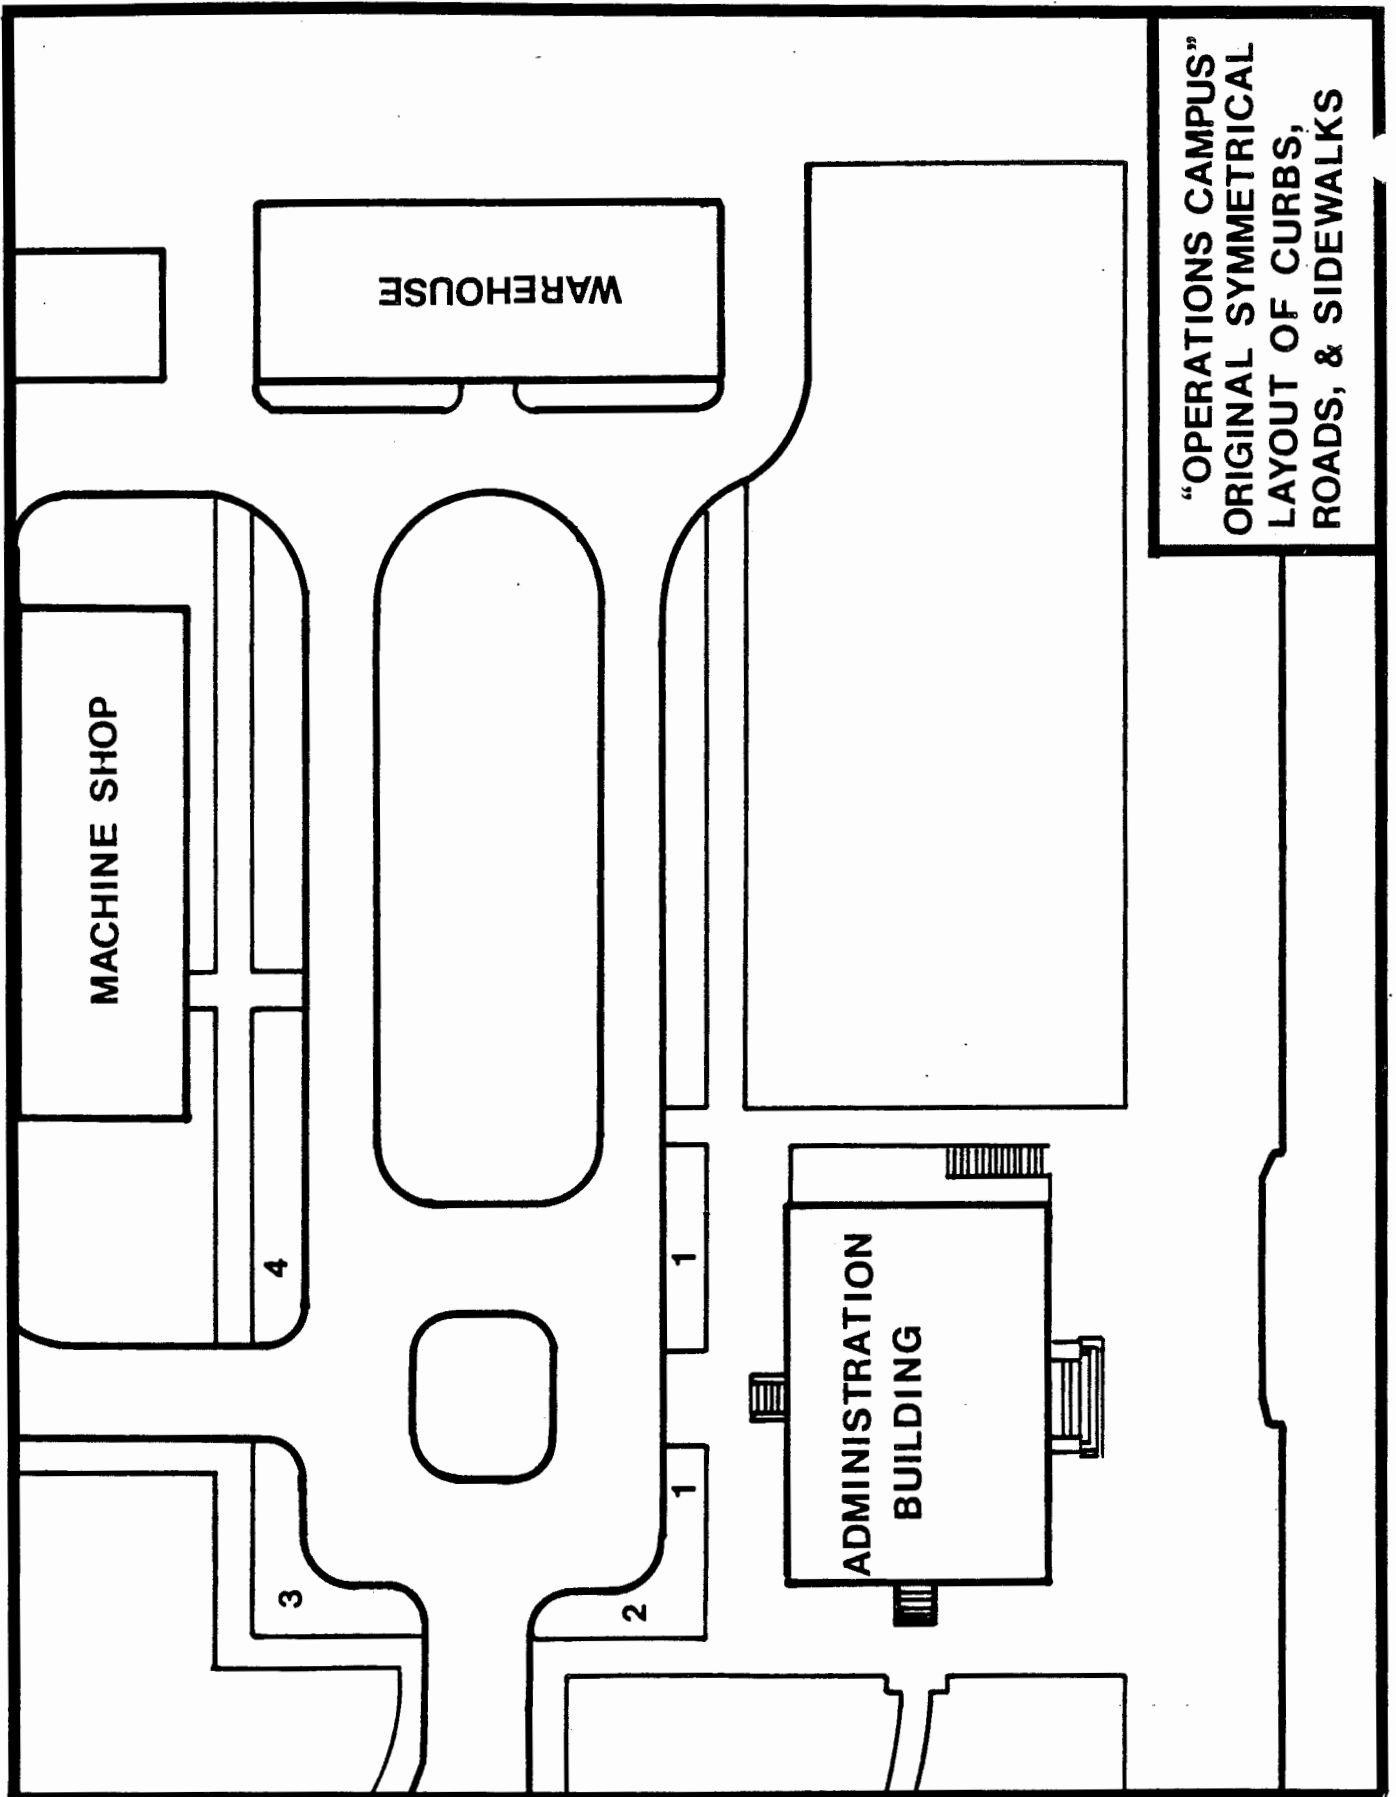 "OPERATIONS CAMPUS"
ORIGINAL SYMMETRICAL
LAYOUT OF CURBS,
ROADS, & SIDEWALKS
WAREHOUSE
MACHINE SHOP
4
3
1
1
2
ADMINISTRATION
BUILDING